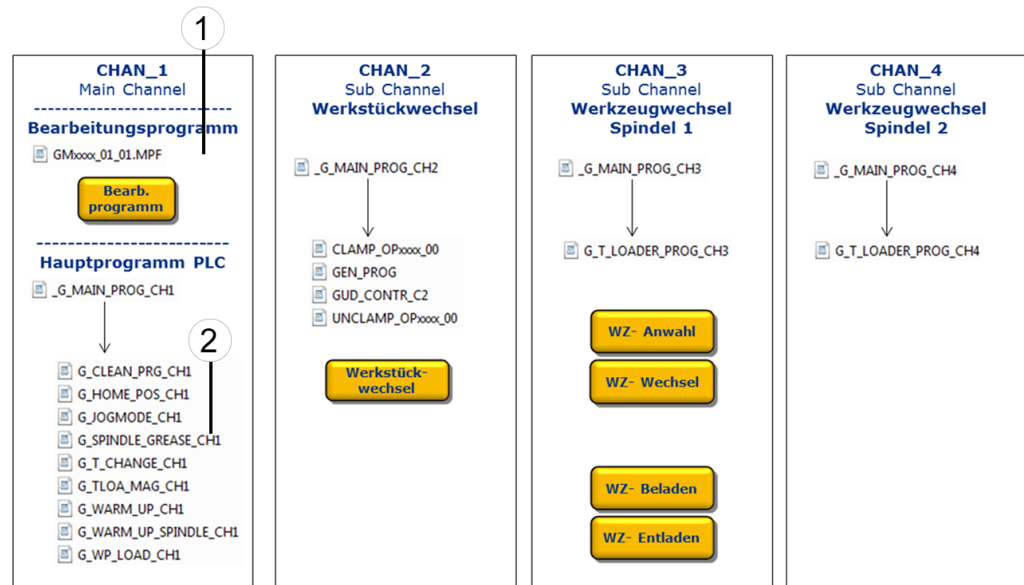 1
CHAN_1
Main Channel
Bearbeitungsprogramm
GMxxxx_01_01.MPF
Bearb.
programm
Hauptprogramm PLC
_G_MAIN_PROG_CH1
2
G_CLEAN_PRG_CH1
G_HOME_POS_CH1
G_JOGMODE_CH1
G_SPINDLE_GREASE_CH1
G_T_CHANGE_CH1
G_TLOA_MAG_CH1
G_WARM_UP_CH1
G_WARM_UP_SPINDLE_CH1
G_WP_LOAD_CH1
CHAN_2
Sub Channel
Werkstückwechsel
_G_MAIN_PROG_CH2
CLAMP_OPxxxx_00
GEN_PROG
GUD_CONTR_C2
UNCLAMP_OPxxxx_00
Werkstück-
wechsel
CHAN_3
Sub Channel
Werkzeugwechsel
Spindel 1
_G_MAIN_PROG_CH3
G_T_LOADER_PROG_CH3
WZ- Anwahl
WZ- Wechsel
WZ- Beladen
WZ- Entladen
CHAN_4
Sub Channel
Werkzeugwechsel
Spindel 2
_G_MAIN_PROG_CH4
G_T_LOADER_PROG_CH4